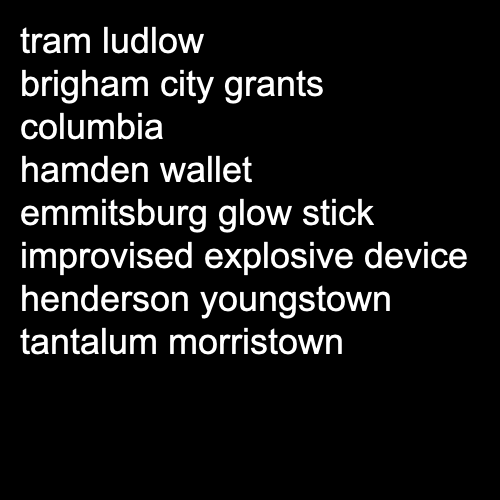 tram ludlow
brigham city grants
columbia
hamden wallet
emmitsburg glow stick
improvised explosive device
henderson youngstown
tantalum morristown